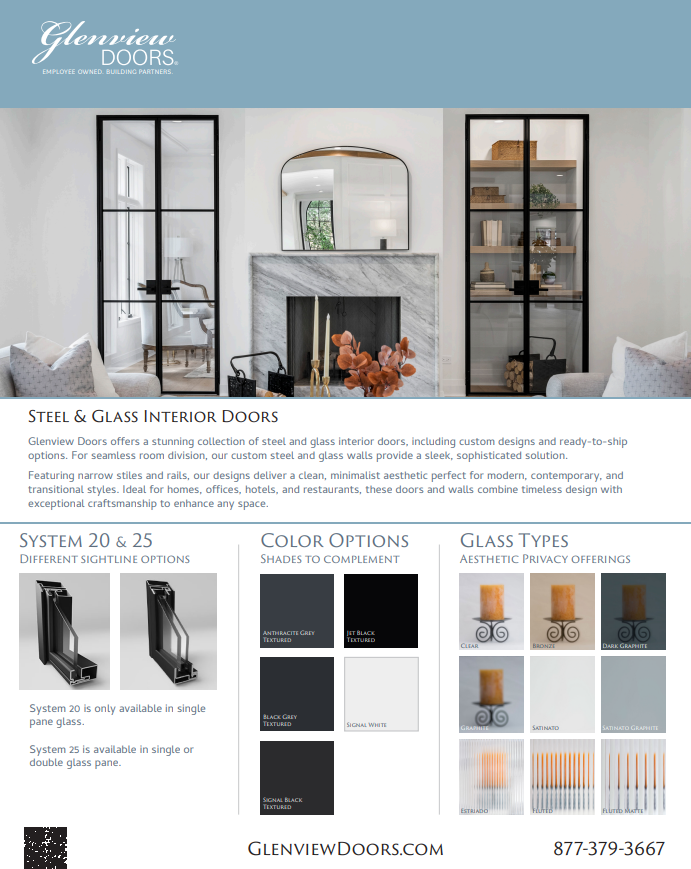 Glenview
DOORS®
EMPLOYEE OWNED. BUILDING PARTNERS.
STEEL & GLASS INTERIOR DOORS
Glenview Doors offers a stunning collection of steel and glass interior doors, including custom designs and ready-to-ship
options. For seamless room division, our custom steel and glass walls provide a sleek, sophisticated solution.
Featuring narrow stiles and rails, our designs deliver a clean, minimalist aesthetic perfect for modern, contemporary, and
transitional styles. Ideal for homes, offices, hotels, and restaurants, these doors and walls combine timeless design with
exceptional craftsmanship to enhance any space.
SYSTEM 20 & 25
DIFFERENT SIGHTLINE OPTIONS
System 20 is only available in single
pane glass.
System 25 is available in single or
double glass pane.
COLOR OPTIONS
SHADES TO COMPLEMENT
ANTHRACITE GREY
TEXTURED
JET BLACK
TEXTURED
BLACK GREY
TEXTURED
SIGNAL WHITE
SIGNAL BLACK
TEXTURED
GLASS TYPES
AESTHETIC PRIVACY OFFERINGS
CLEAR
BRONZE
DARK GRAPHITE
GRAPHITE
SATINATO
SATINATO GRAPHITE
ESTRIADO
FLUTED
FLUTED MATTE
GLENVIEWDOORS.COM
877-379-3667